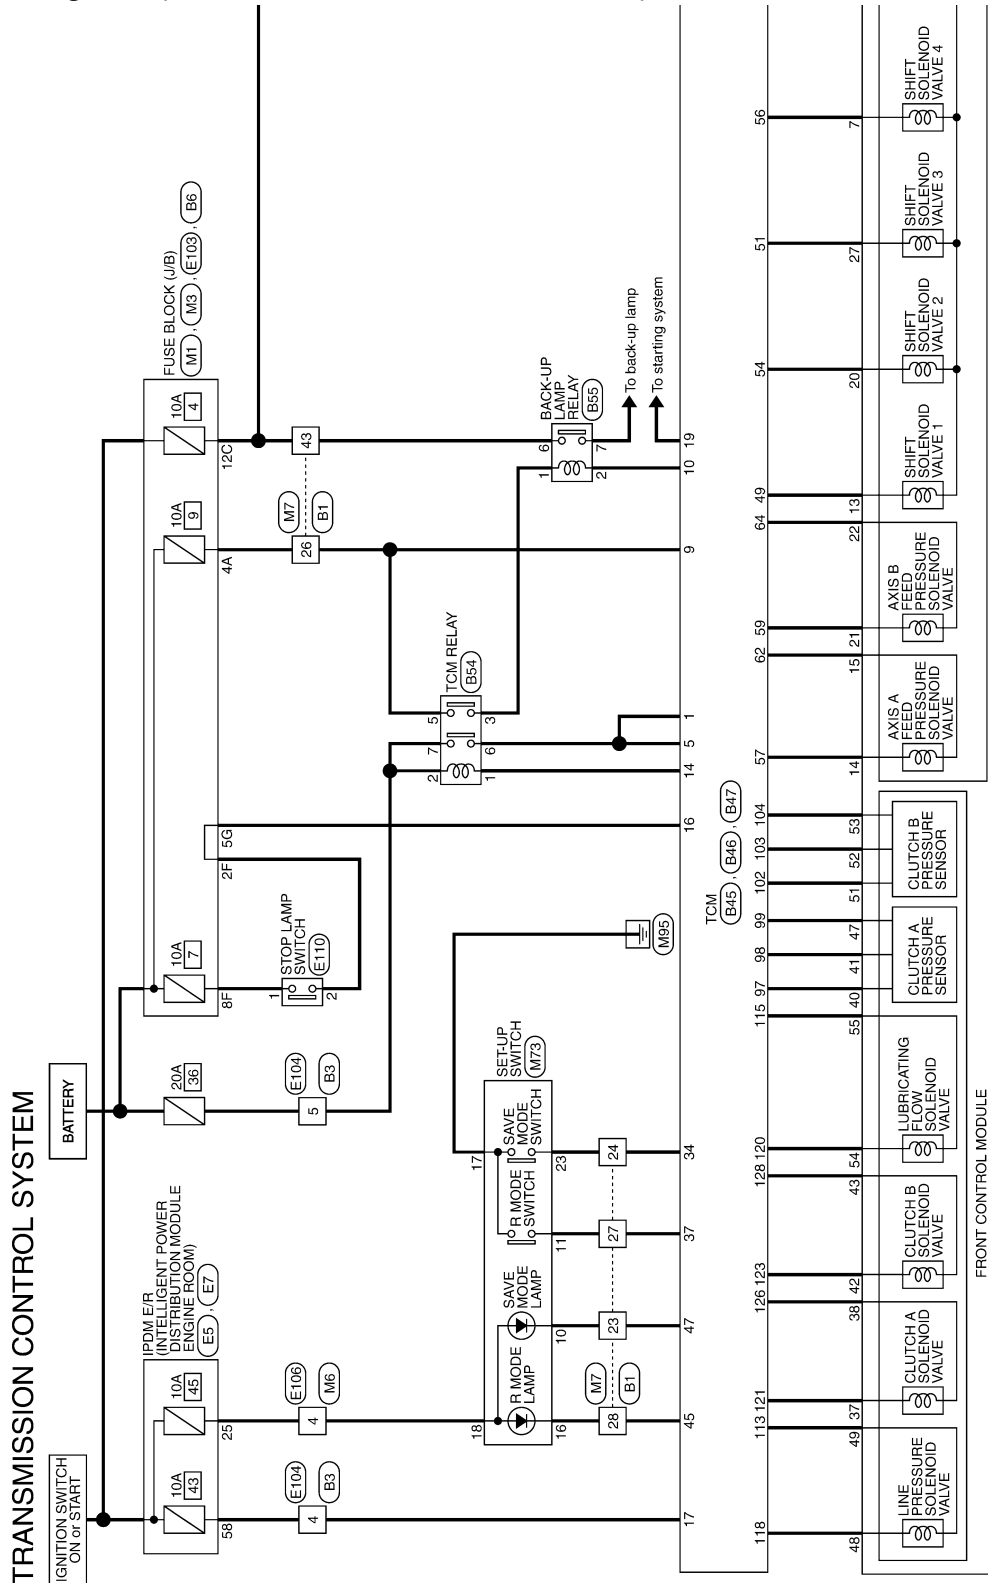 TRANSMISSION CONTROL SYSTEM
IGNITION SWITCH
ON or START
BATTERY
IPDM E/R
(INTELLIGENT POWER
DISTRIBUTION MODULE
ENGINE ROOM)
E5 , E7
10A
43
10A
45
58
25
E104
4
B3
E106
4
M6
20A
36
E104
5
B3
FUSE BLOCK (J/B)
M1 , M3 , E103 , B6
10A
7
10A
9
10A
4
8F
2F
5G
4A
12C
STOP LAMP
SWITCH
E110
1
2
M7
B1
26
43
SET-UP
SWITCH
M73
18
17
R MODE
LAMP
SAVE
MODE
LAMP
R MODE
SWITCH
SAVE
MODE
SWITCH
16
10
11
23
M7
B1
28
23
27
24
M95
TCM RELAY
B54
2
7
5
1
6
3
BACK-UP
LAMP
RELAY
B55
1
6
2
7
To back-up lamp
To starting system
17
45
47
37
34
16
14
5
1
9
10
19
TCM
B45 , B46 , B47
118
113
121
126
123
128
120
115
97
98
99
102
103
104
57
62
59
64
49
54
51
56
48
49
37
38
42
43
54
55
40
41
47
51
52
53
14
15
21
22
13
20
27
7
LINE
PRESSURE
SOLENOID
VALVE
CLUTCH A
SOLENOID
VALVE
CLUTCH B
SOLENOID
VALVE
LUBRICATING
FLOW
SOLENOID
VALVE
CLUTCH A
PRESSURE
SENSOR
CLUTCH B
PRESSURE
SENSOR
AXIS A
FEED
PRESSURE
SOLENOID
VALVE
AXIS B
FEED
PRESSURE
SOLENOID
VALVE
SHIFT
SOLENOID
VALVE 1
SHIFT
SOLENOID
VALVE 2
SHIFT
SOLENOID
VALVE 3
SHIFT
SOLENOID
VALVE 4
FRONT CONTROL MODULE